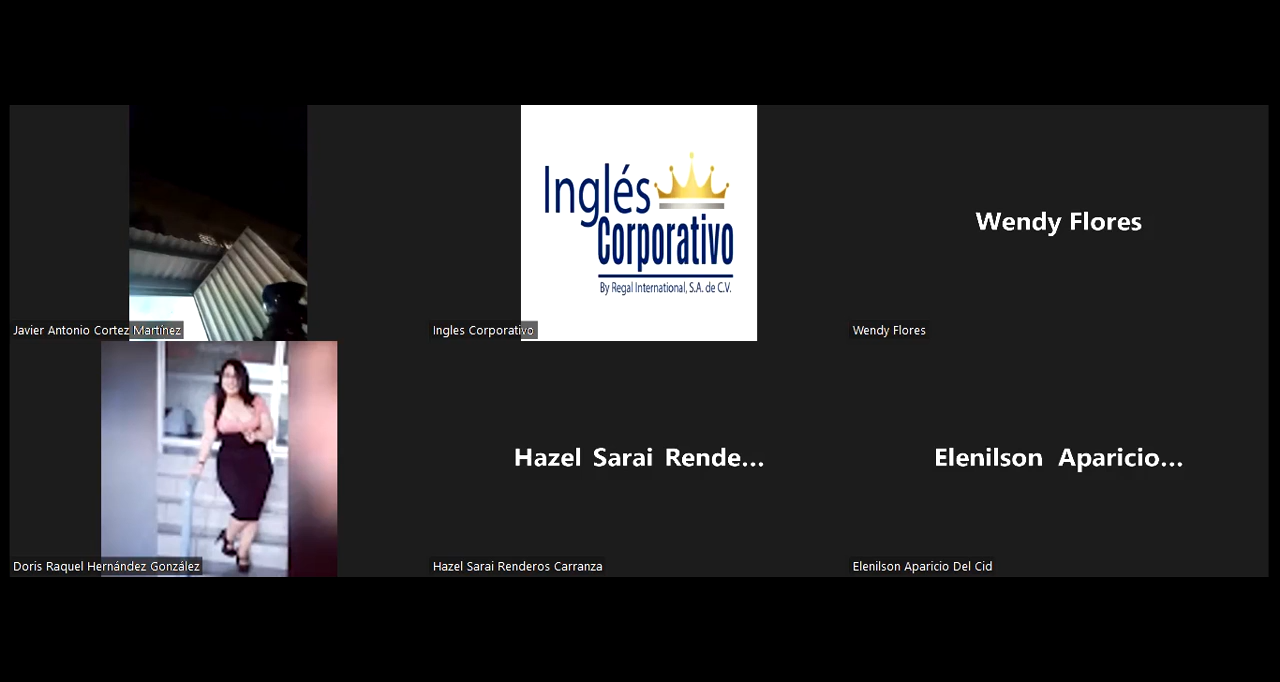 Inglés
Corporativo
By Regal International, S.A. de C.V.
Wendy Flores
Javier Antonio Cortez Martínez
Ingles Corporativo
Wendy Flores
Hazel Sarai Rende...
Elenilson Aparicio...
Doris Raquel Hernández González
Hazel Sarai Renderos Carranza
Elenilson Aparicio Del Cid